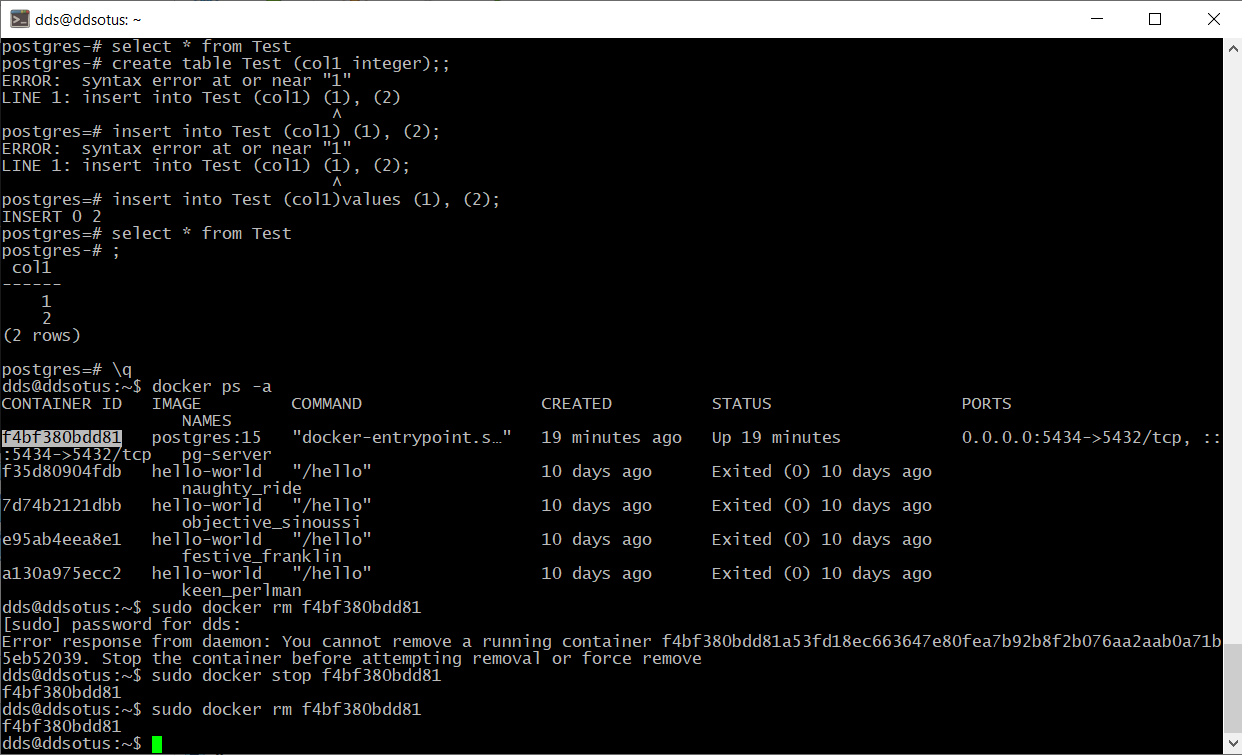 dds@ddsotus: ~
postgres-# select * from Test
postgres-# create table Test (col1 integer);;
ERROR:  syntax error at or near "1"
LINE 1: insert into Test (col1) (1), (2)
                                 ^
postgres=# insert into Test (col1) (1), (2);
ERROR:  syntax error at or near "1"
LINE 1: insert into Test (col1) (1), (2);
                                 ^
postgres=# insert into Test (col1)values (1), (2);
INSERT 0 2
postgres=# select * from Test
postgres-# ;
 col1
------
    1
    2
(2 rows)
postgres=# \q
dds@ddsotus:~$ docker ps -a
CONTAINER ID   IMAGE         COMMAND                  CREATED          STATUS                   PORTS
                  NAMES
f4bf380bdd81   postgres:15   "docker-entrypoint.s…"   19 minutes ago   Up 19 minutes            0.0.0.0:5434->5432/tcp, ::
:5434->5432/tcp   pg-server
f35d80904fdb   hello-world   "/hello"                 10 days ago      Exited (0) 10 days ago
                  naughty_ride
7d74b2121dbb   hello-world   "/hello"                 10 days ago      Exited (0) 10 days ago
                  objective_sinoussi
e95ab4eea8e1   hello-world   "/hello"                 10 days ago      Exited (0) 10 days ago
                  festive_franklin
a130a975ecc2   hello-world   "/hello"                 10 days ago      Exited (0) 10 days ago
                  keen_perlman
dds@ddsotus:~$ sudo docker rm f4bf380bdd81
[sudo] password for dds:
Error response from daemon: You cannot remove a running container f4bf380bdd81a53fd18ec663647e80fea7b92b8f2b076aa2aab0a71b
5eb52039. Stop the container before attempting removal or force remove
dds@ddsotus:~$ sudo docker stop f4bf380bdd81
f4bf380bdd81
dds@ddsotus:~$ sudo docker rm f4bf380bdd81
f4bf380bdd81
dds@ddsotus:~$